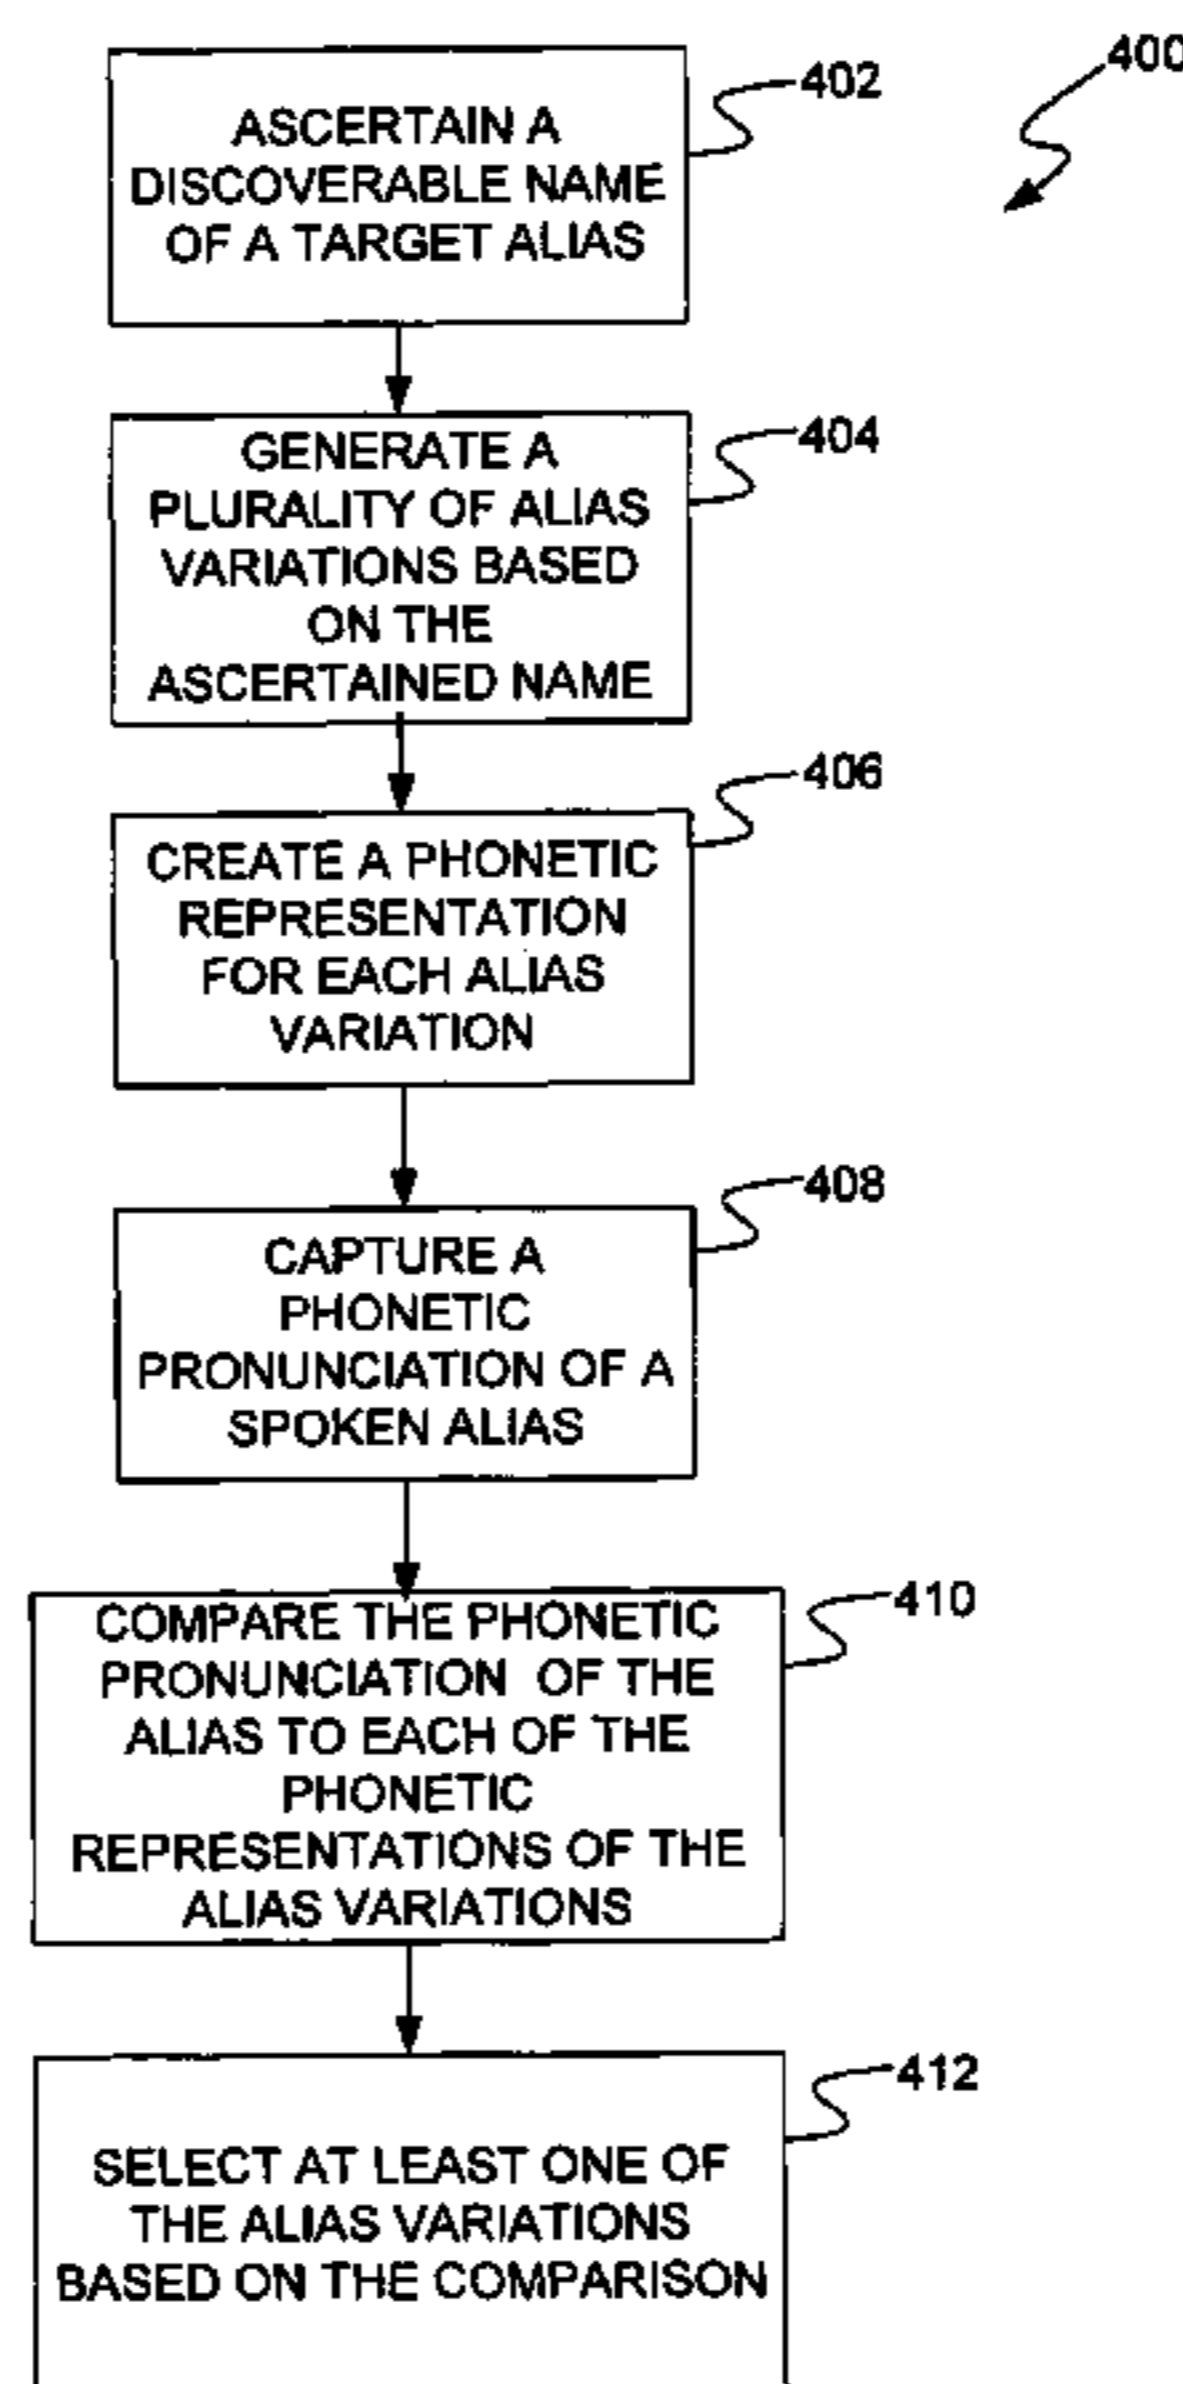 400
402
ASCERTAIN A
DISCOVERABLE NAME
OF A TARGET ALIAS
404
GENERATE A
PLURALITY OF ALIAS
VARIATIONS BASED
ON THE
ASCERTAINED NAME
406
CREATE A PHONETIC
REPRESENTATION
FOR EACH ALIAS
VARIATION
408
CAPTURE A
PHONETIC
PRONUNCIATION OF A
SPOKEN ALIAS
410
COMPARE THE PHONETIC
PRONUNCIATION OF THE
ALIAS TO EACH OF THE
PHONETIC
REPRESENTATIONS OF THE
ALIAS VARIATIONS
412
SELECT AT LEAST ONE OF
THE ALIAS VARIATIONS
BASED ON THE COMPARISON